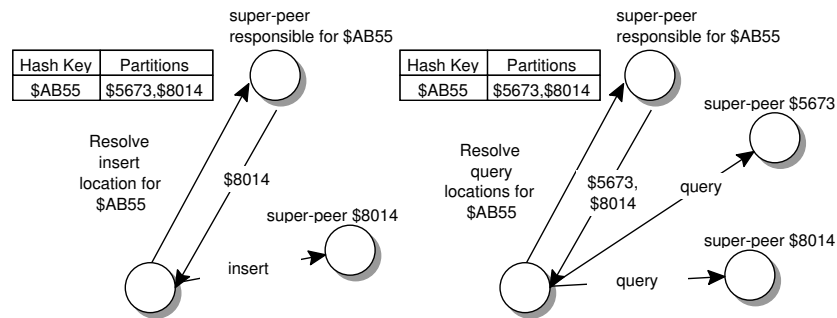 super-peer
responsible for $AB55
Hash Key Partitions
$AB55 $5673,$8014
Resolve
insert
location for
$AB55
$8014
super-peer $8014
insert
super-peer
responsible for $AB55
Hash Key Partitions
$AB55 $5673,$8014
super-peer $5673
Resolve
query
locations for
$AB55
$5673,
$8014
query
super-peer $8014
query